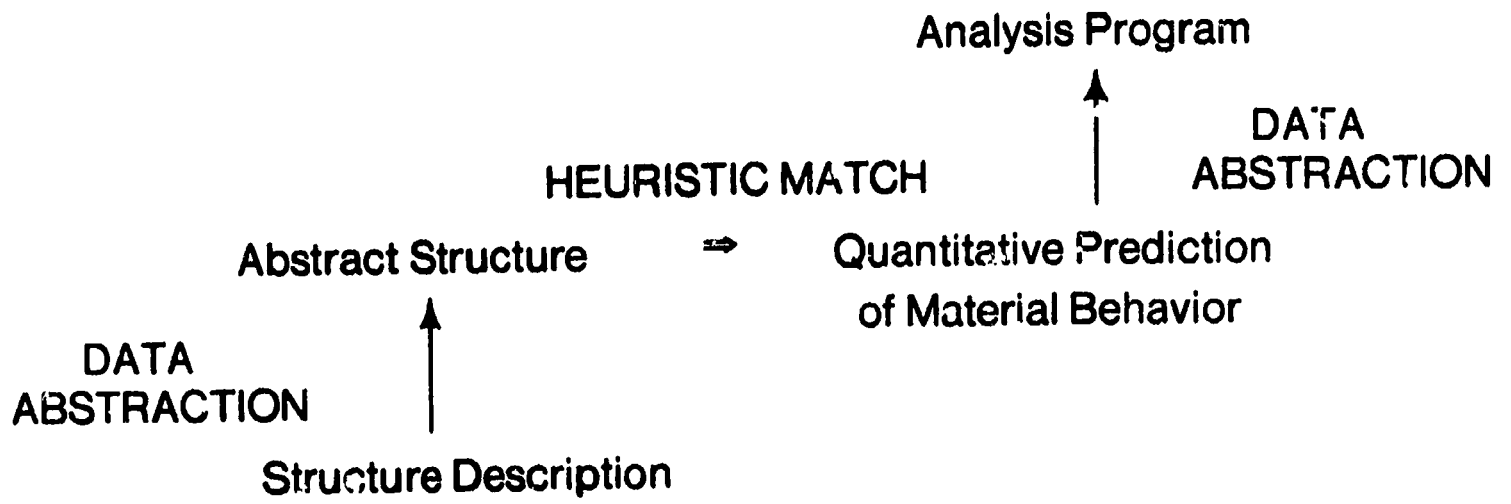 Analysis Program
DATA
ABSTRACTION
HEURISTIC MATCH
Abstract Structure
⇒
Quantitative Prediction
of Material Behavior
DATA
ABSTRACTION
Structure Description